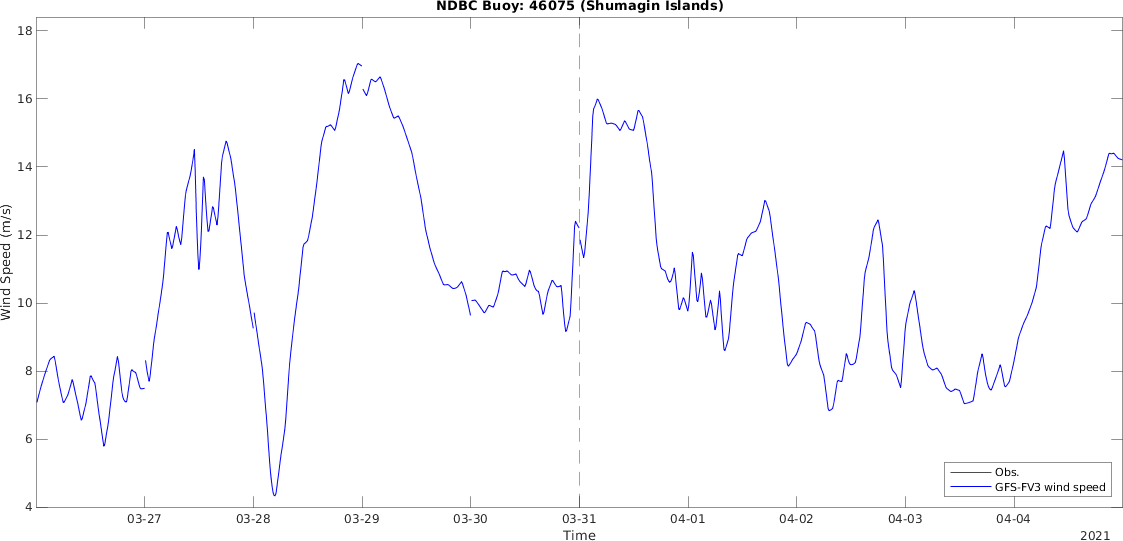 NDBC Buoy: 46075 (Shumagin Islands)
18
16
14
12
10
8
6
4
Wind Speed (m/s)
03-27 03-28 03-29 03-30 03-31 04-01 04-02 04-03 04-04
Time
2021
Obs.
GFS-FV3 wind speed